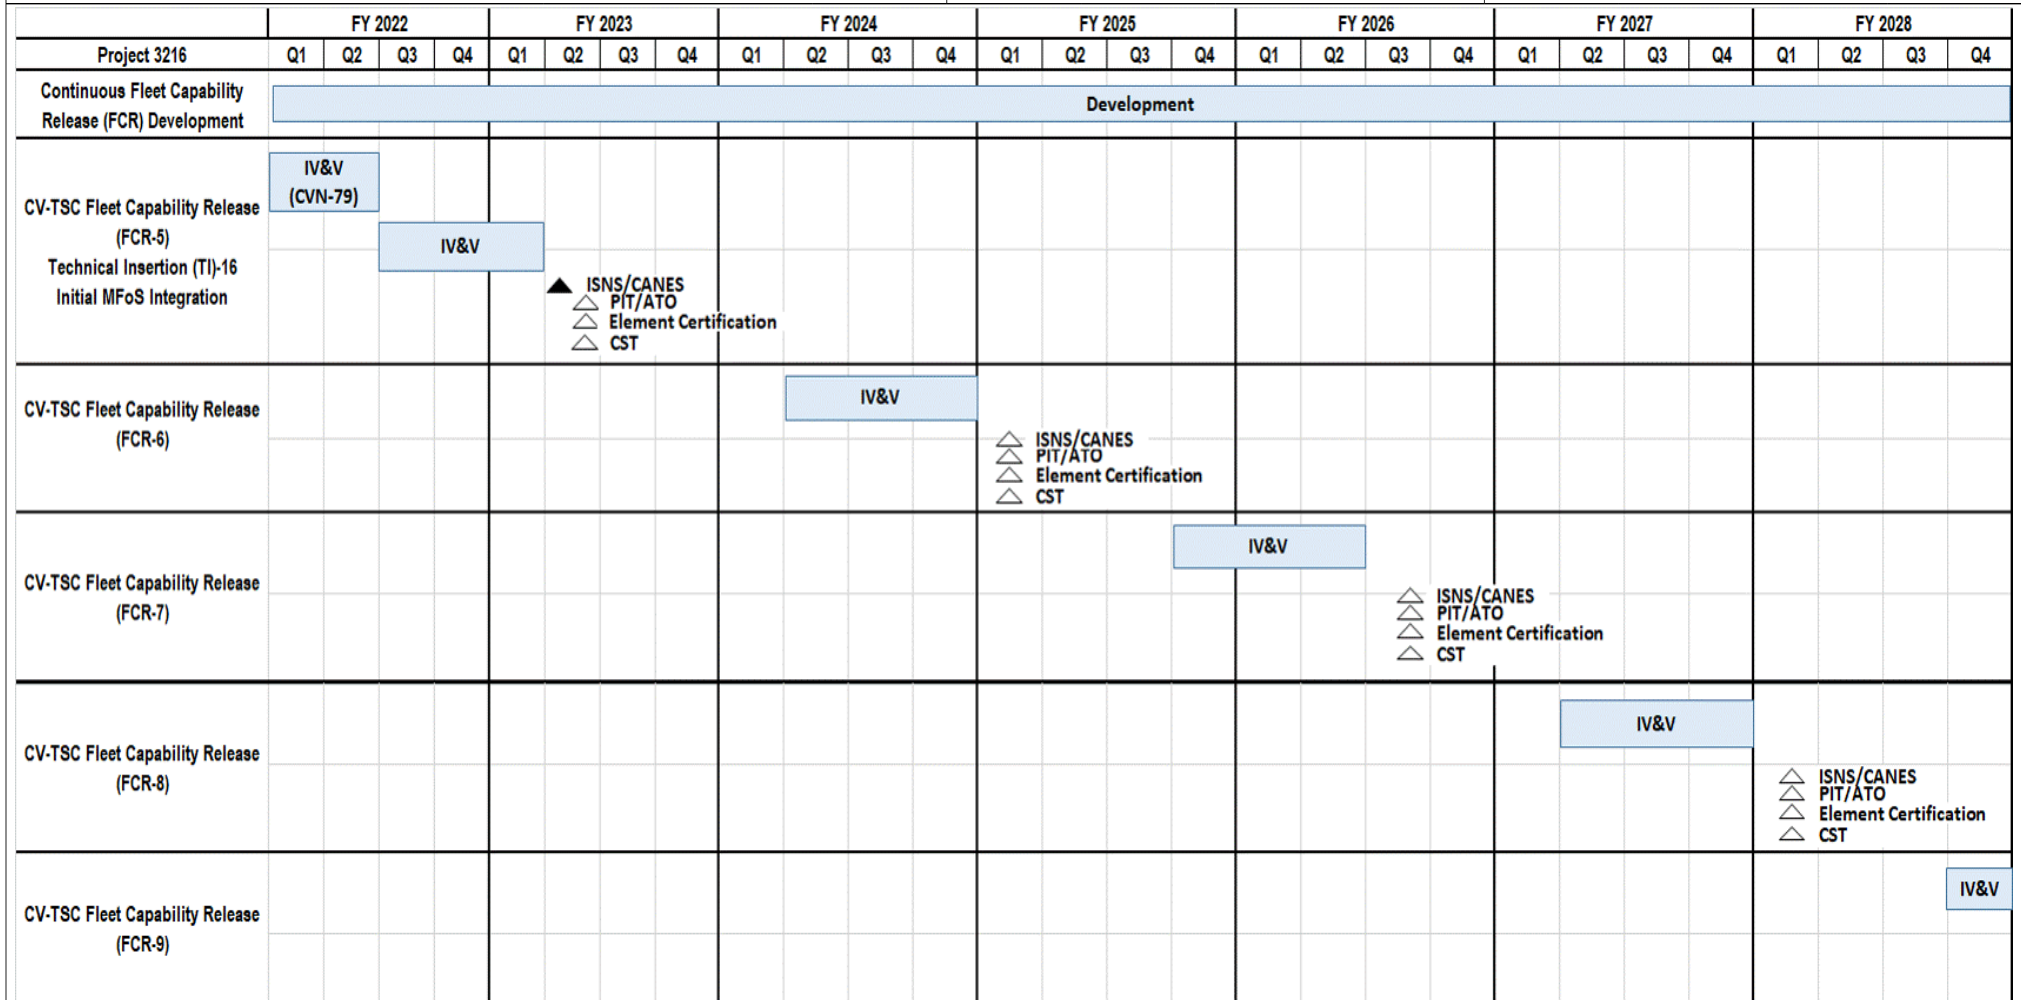 FY 2022 FY 2023 FY 2024 FY 2025 FY 2026 FY 2027 FY 2028
Project 3216 Q1 Q2 Q3 Q4 Q1 Q2 Q3 Q4 Q1 Q2 Q3 Q4 Q1 Q2 Q3 Q4 Q1 Q2 Q3 Q4 Q1 Q2 Q3 Q4 Q1 Q2 Q3 Q4
Continuous Fleet Capability
Release (FCR) Development
Development
CV-TSC Fleet Capability Release
(FCR-5)
Technical Insertion (TI)-16
Initial MFoS Integration
IV&V
(CVN-79)
IV&V
ISNS/CANES
PIT/ATO
Element Certification
CST
CV-TSC Fleet Capability Release
(FCR-6)
IV&V
ISNS/CANES
PIT/ATO
Element Certification
CST
CV-TSC Fleet Capability Release
(FCR-7)
IV&V
ISNS/CANES
PIT/ATO
Element Certification
CST
CV-TSC Fleet Capability Release
(FCR-8)
IV&V
ISNS/CANES
PIT/ATO
Element Certification
CST
CV-TSC Fleet Capability Release
(FCR-9)
IV&V